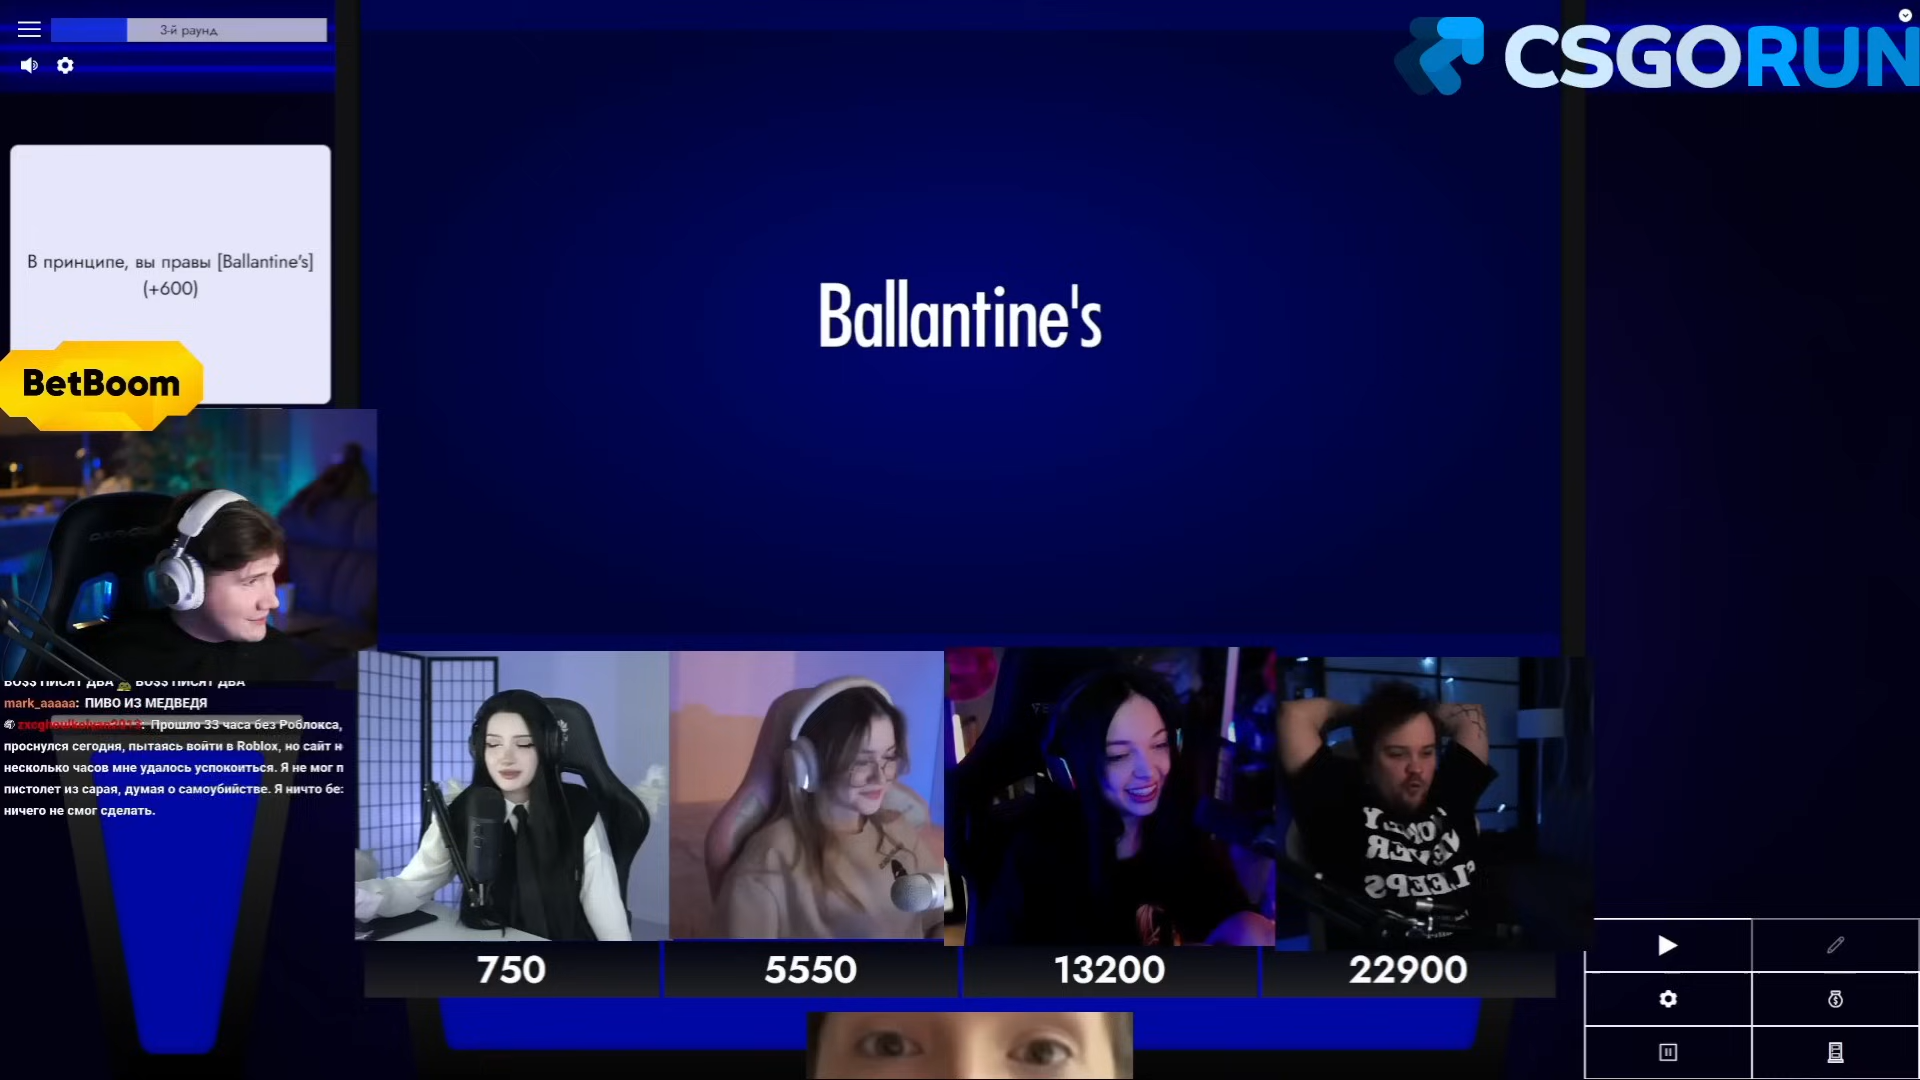 3-й раунд
CSGORUN
В принципе, вы правы [Ballantine's]
(+600)
Ballantine's
BetBoom
mark_aaaaa: ПИВО ИЗ МЕДВЕДЯ
Прошло 33 часа без Роблокса,
проснулся сегодня, пытаясь войти в Roblox, но сайт н
несколько часов мне удалось успокоиться. Я не мог п
пистолет из сарая, думая о самоубийстве. Я ничто бе:
ничего не смог сделать.
750
5550
13200
22900